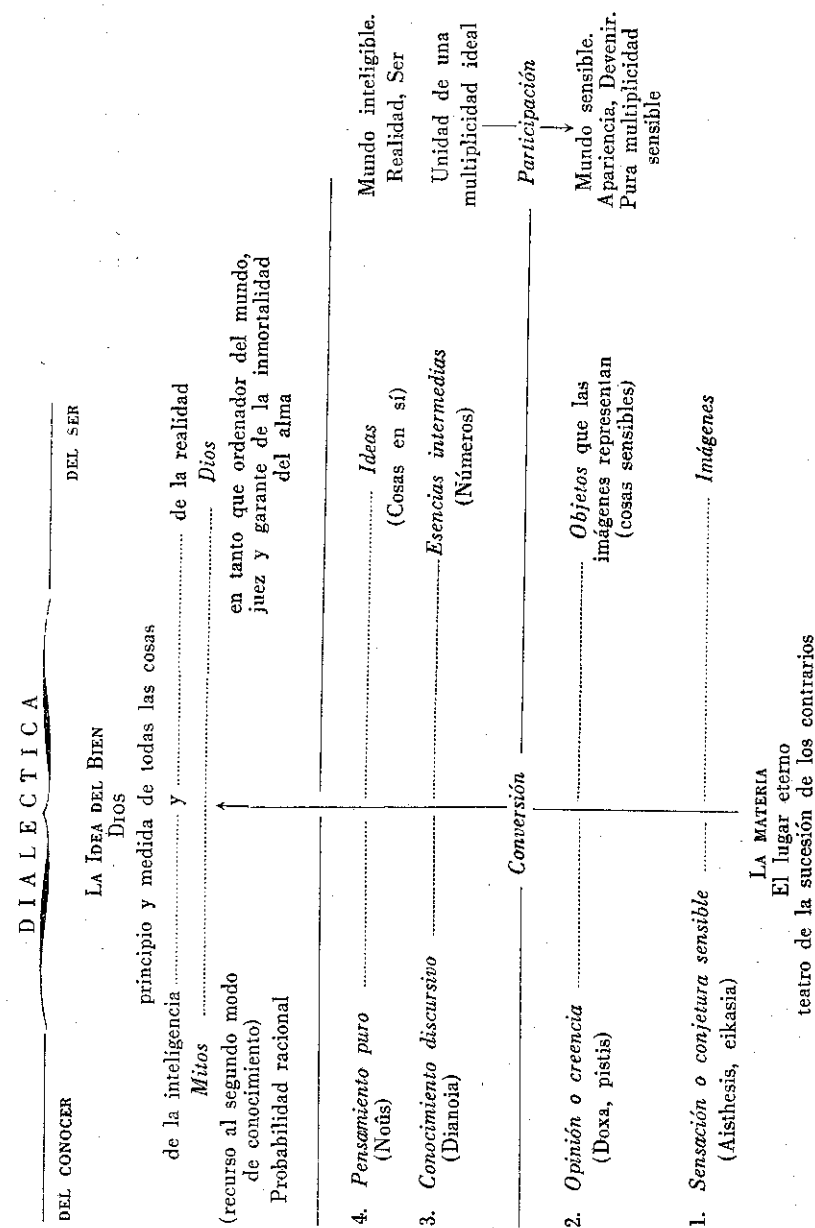 DIALECTICA
DEL CONOCER DEL SER
LA IDEA DEL BIEN
DIOS
principio y medida de todas las cosas
de la inteligencia y de la realidad
Mitos Dios
(recurso al segundo modo
de conocimiento)
Probabilidad racional
en tanto que ordenador del mundo,
juez y garante de la inmortalidad
del alma
4. Pensamiento puro Ideas
(Noûs) (Cosas en sí)
Mundo inteligible.
Realidad, Ser
3. Conocimiento discursivo Esencias intermedias
(Dianoia) (Números)
Unidad de una
multiplicidad ideal
Conversión Participación
2. Opinión o creencia Objetos que las
(Doxa, pistis) imágenes representan
(cosas sensibles)
Mundo sensible.
Apariencia, Devenir.
Pura multiplicidad
sensible
1. Sensación o conjetura sensible Imágenes
(Aisthesis, eikasia)
LA MATERIA
El lugar eterno
teatro de la sucesión de los contrarios